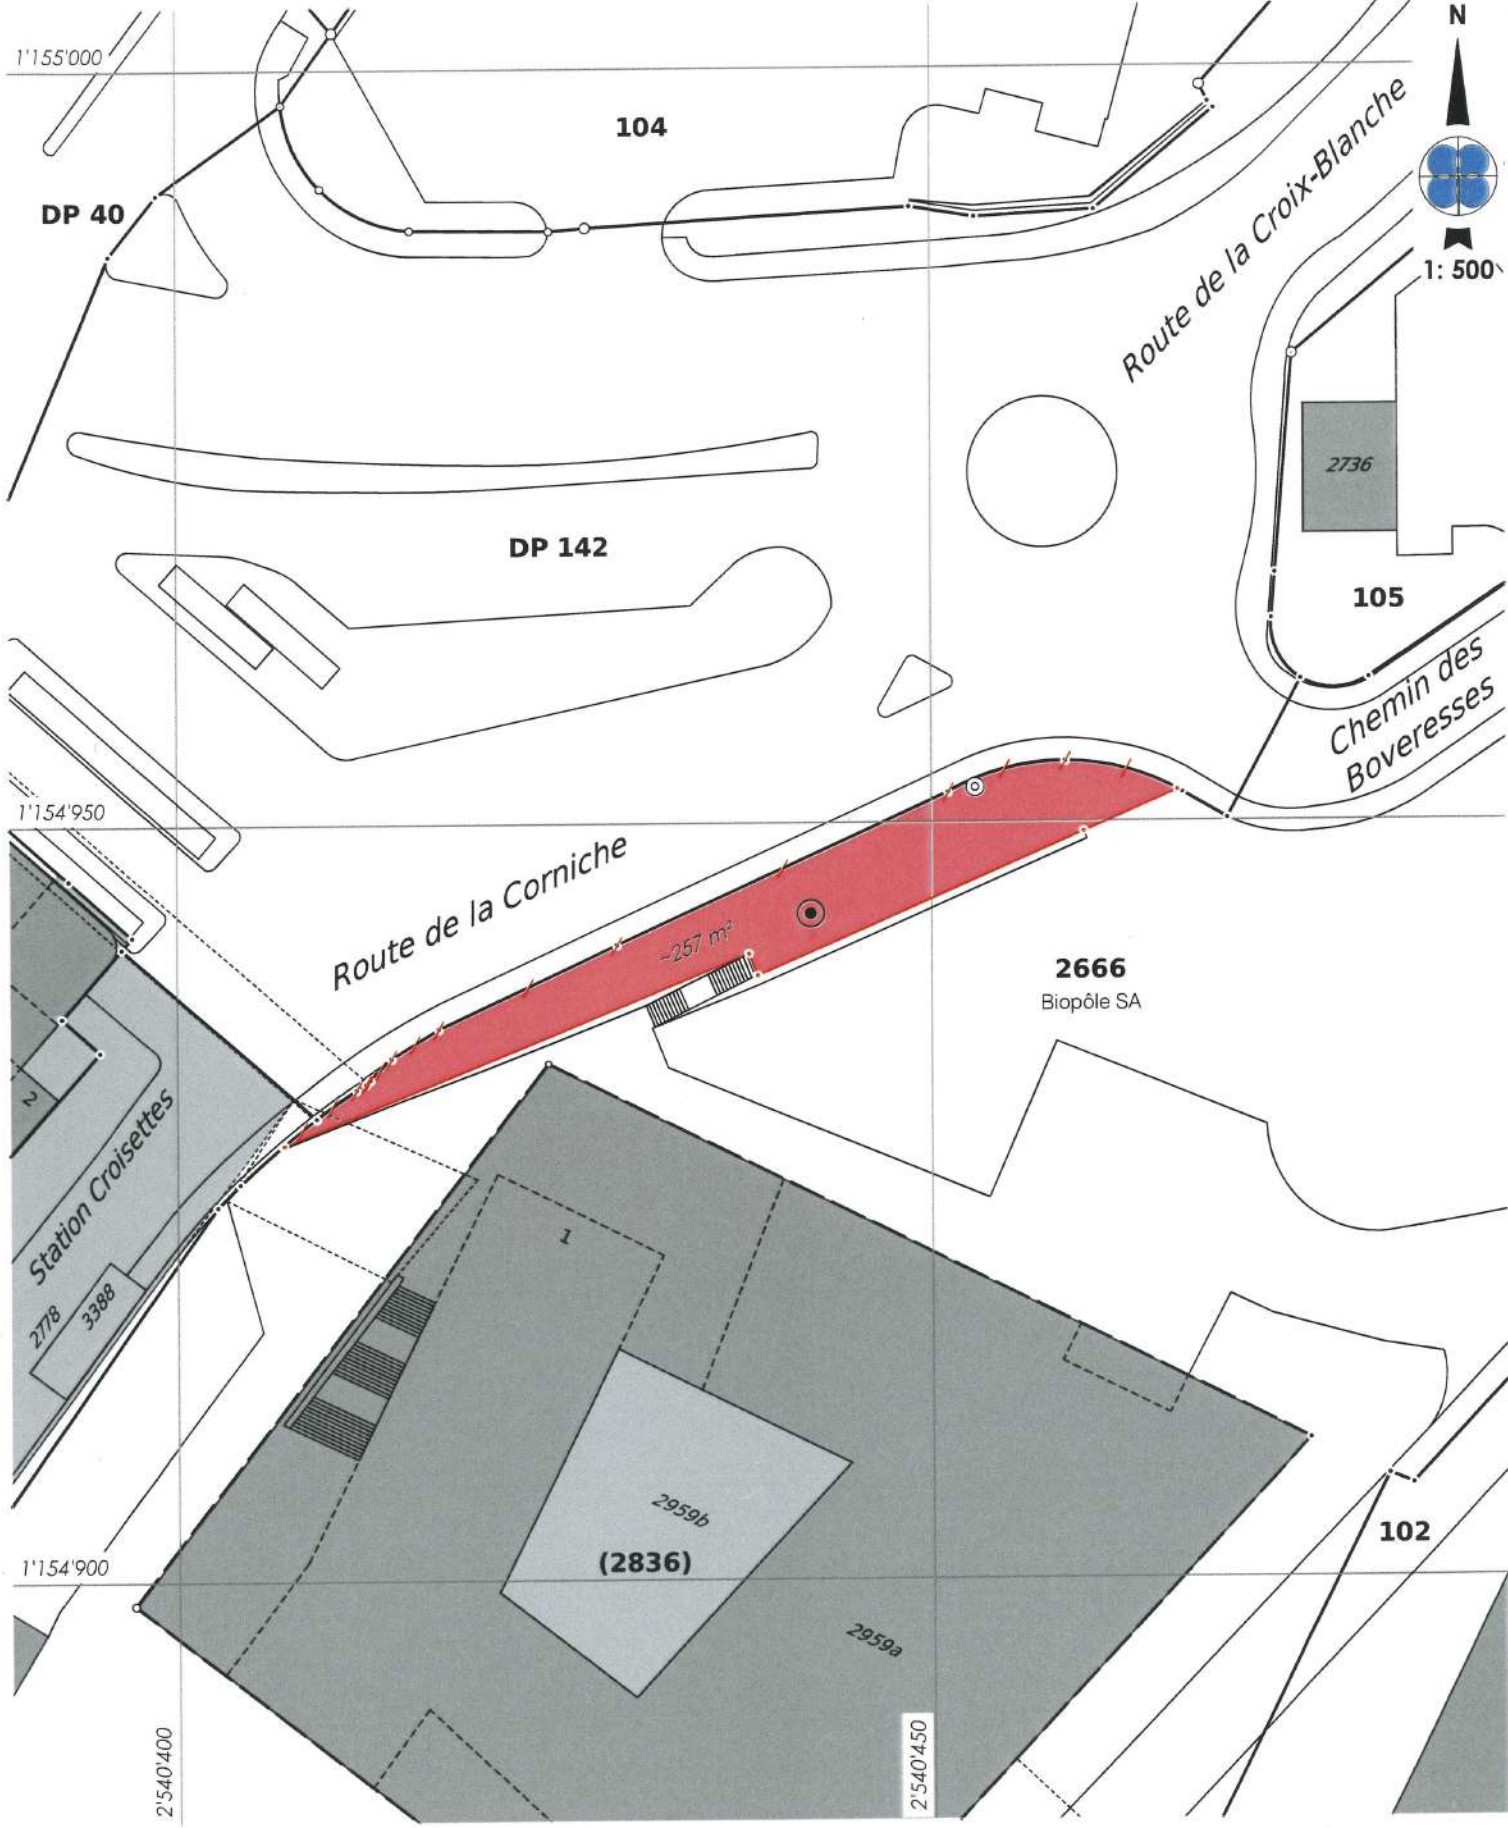 N
1'155'000
104
Route de la Croix-Blanche
DP 40
1: 500
2736
DP 142
105
Chemin des
Boveresses
1'154'950
Route de la Corniche
~257 m²
2666
Biopôle SA
2
Station Croisettes
1
2778
3388
2959b
102
(2836)
1'154'900
2959a
2'540'400
2'540'450